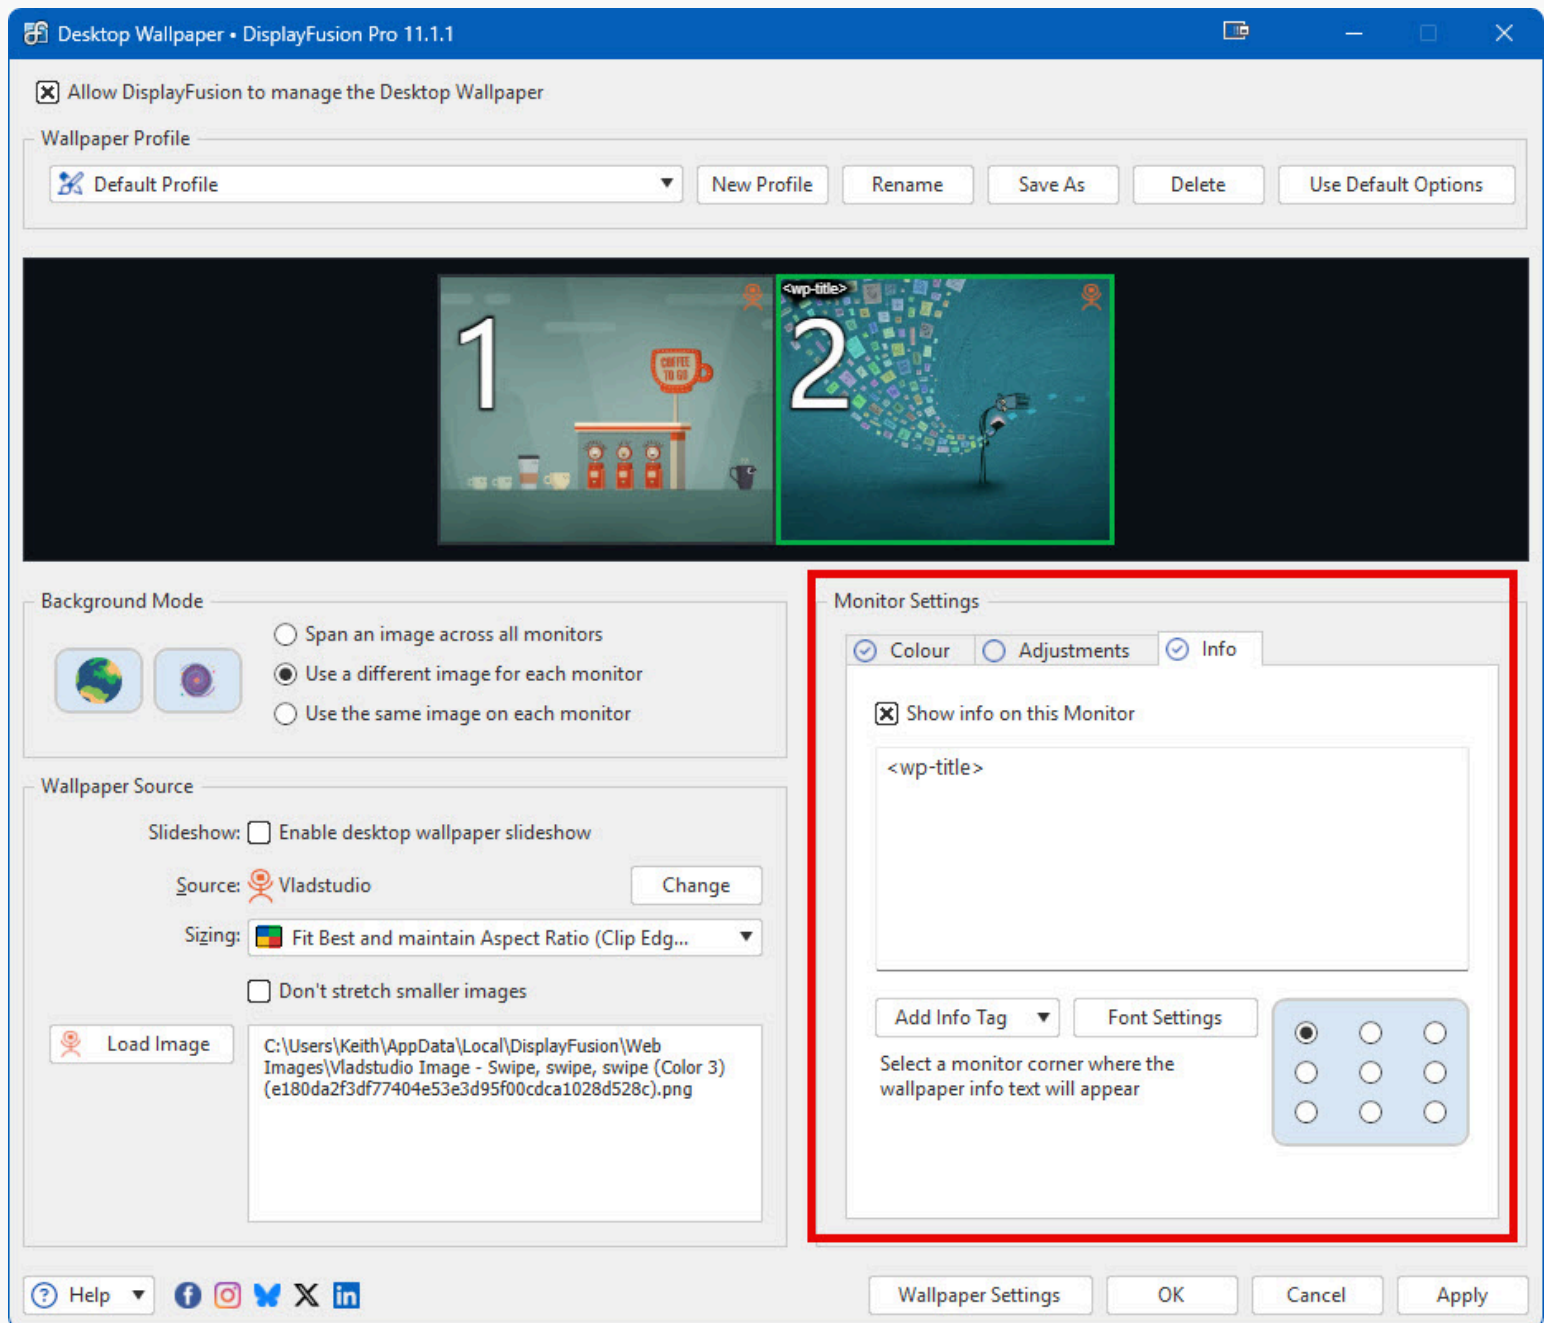 Desktop Wallpaper • DisplayFusion Pro 11.1.1
Allow DisplayFusion to manage the Desktop Wallpaper
Wallpaper Profile
Default Profile
New Profile
Rename
Save As
Delete
Use Default Options
1
COFFEE
TO GO
<wp-title>
2
Background Mode
Span an image across all monitors
Use a different image for each monitor
Use the same image on each monitor
Wallpaper Source
Slideshow:
Enable desktop wallpaper slideshow
Source:
Vladstudio
Change
Sizing:
Fit Best and maintain Aspect Ratio (Clip Edg...
Don't stretch smaller images
Load Image
C:\Users\Keith\AppData\Local\DisplayFusion\Web
Images\Vladstudio Image - Swipe, swipe, swipe (Color 3)
(e180da2f3df77404e53e3d95f00cdca1028d528c).png
Monitor Settings
Colour
Adjustments
Info
Show info on this Monitor
<wp-title>
Add Info Tag
Font Settings
Select a monitor corner where the
wallpaper info text will appear
Help
Wallpaper Settings
OK
Cancel
Apply